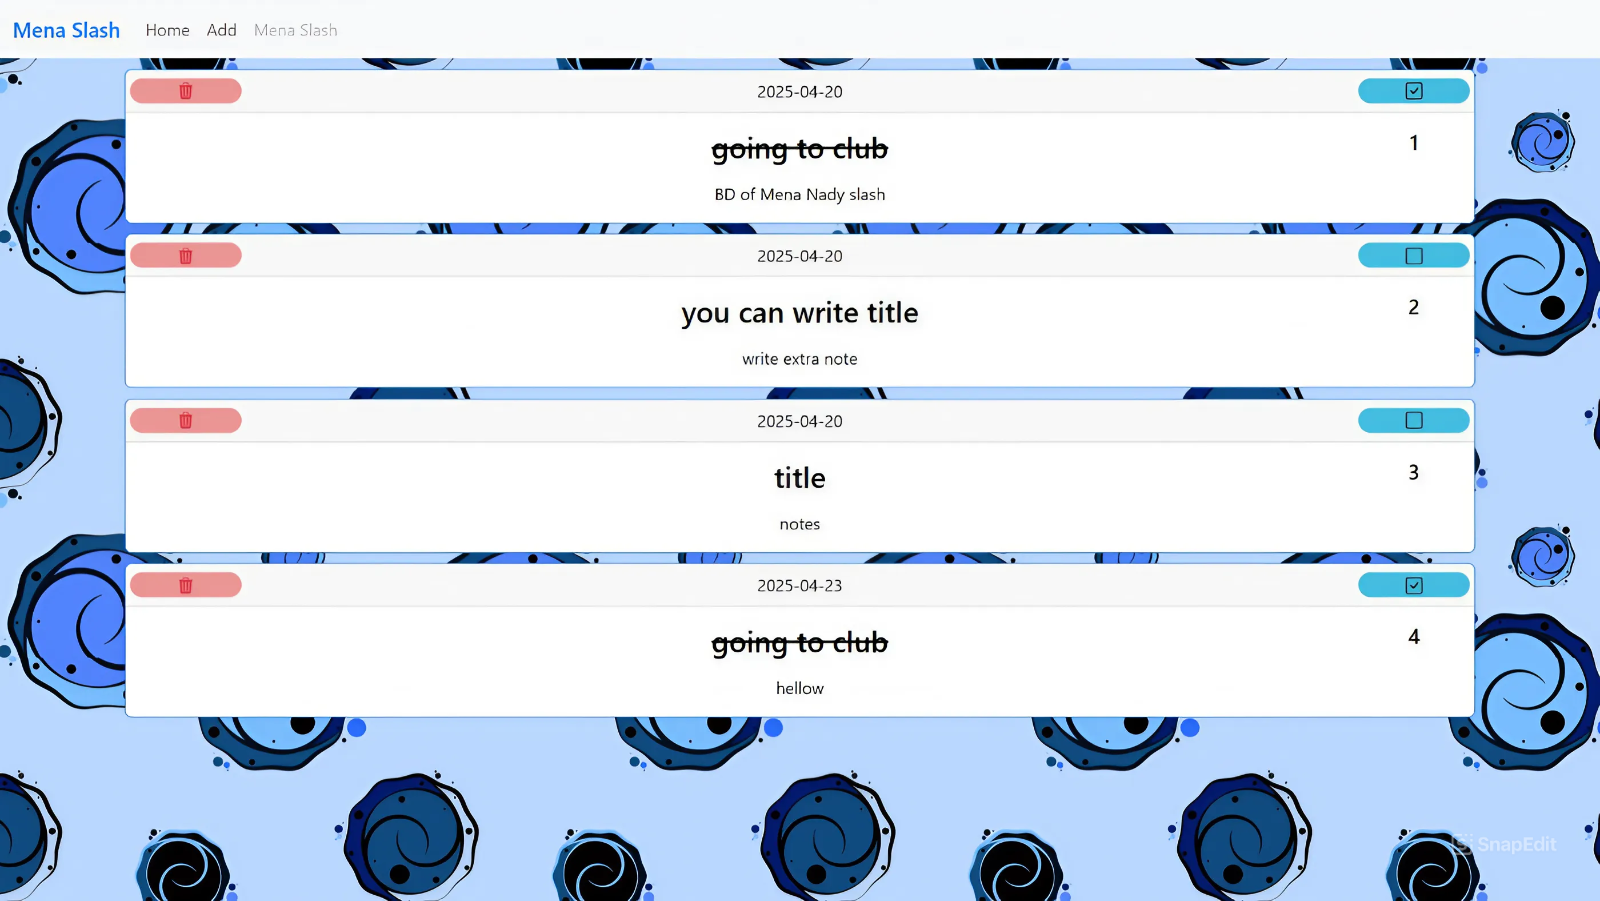 Mena Slash Home Add Mena Slash
2025-04-20
going to club 1
BD of Mena Nady slash
2025-04-20
you can write title 2
write extra note
2025-04-20
title 3
notes
2025-04-23
going to club 4
hellow
SnapEdit